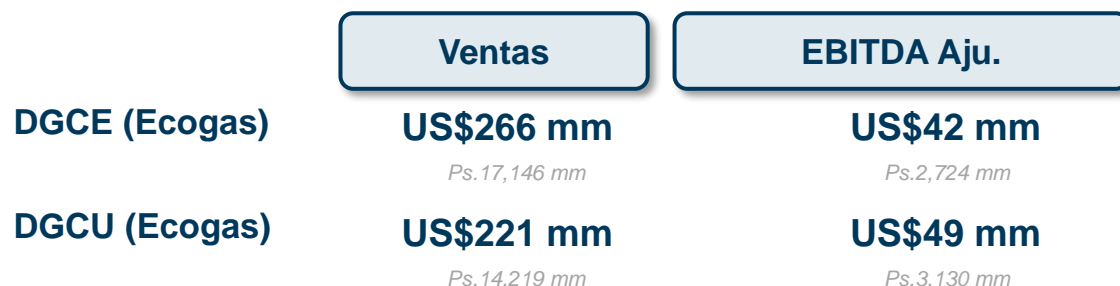 Ventas EBITDA Aju.
DGCE (Ecogas) US$266 mm US$42 mm
Ps.17,146 mm Ps.2,724 mm
DGCU (Ecogas) US$221 mm US$49 mm
Ps.14,219 mm Ps.3,130 mm